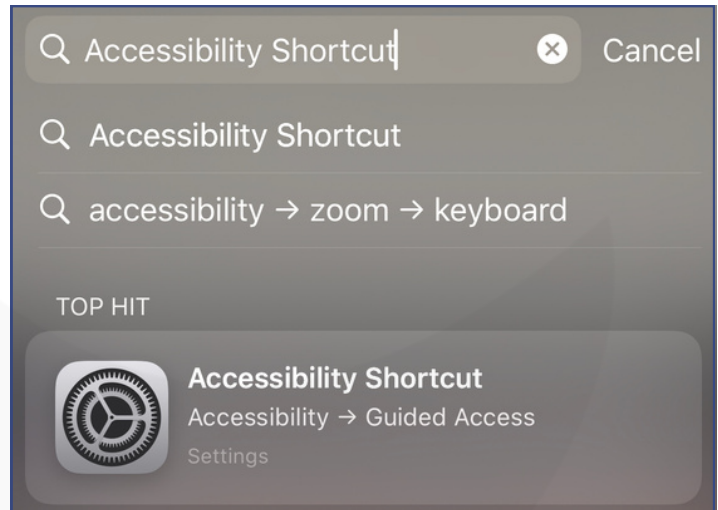 Accessibility Shortcut
Cancel
Accessibility Shortcut
accessibility → zoom → keyboard
TOP HIT
Accessibility Shortcut
Accessibility → Guided Access
Settings